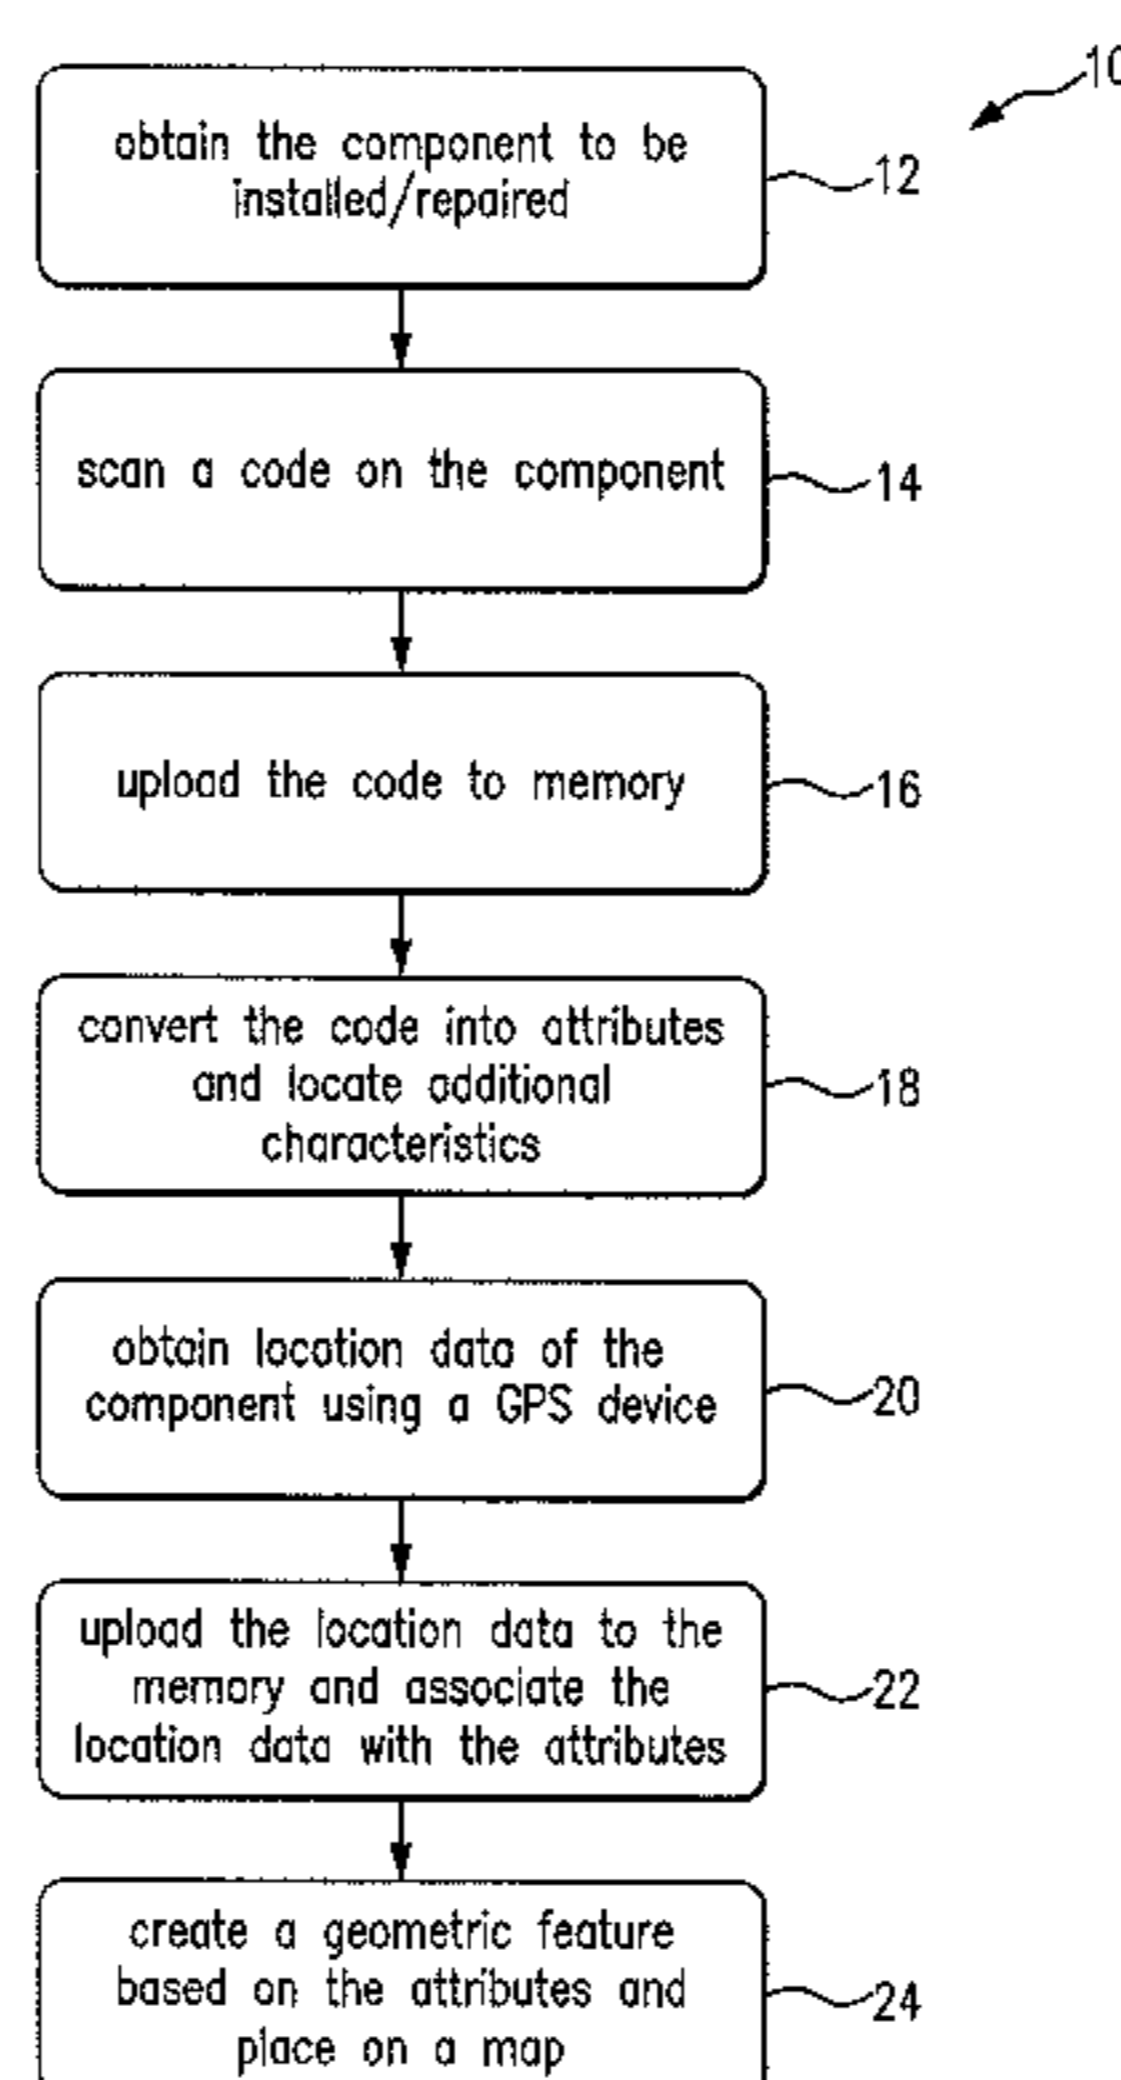 10
obtain the component to be
installed/repaired
12
scan a code on the component
14
upload the code to memory
16
convert the code into attributes
and locate additional
characteristics
18
obtain location data of the
component using a GPS device
20
upload the location data to the
memory and associate the
location data with the attributes
22
create a geometric feature
based on the attributes and
place on a map
24